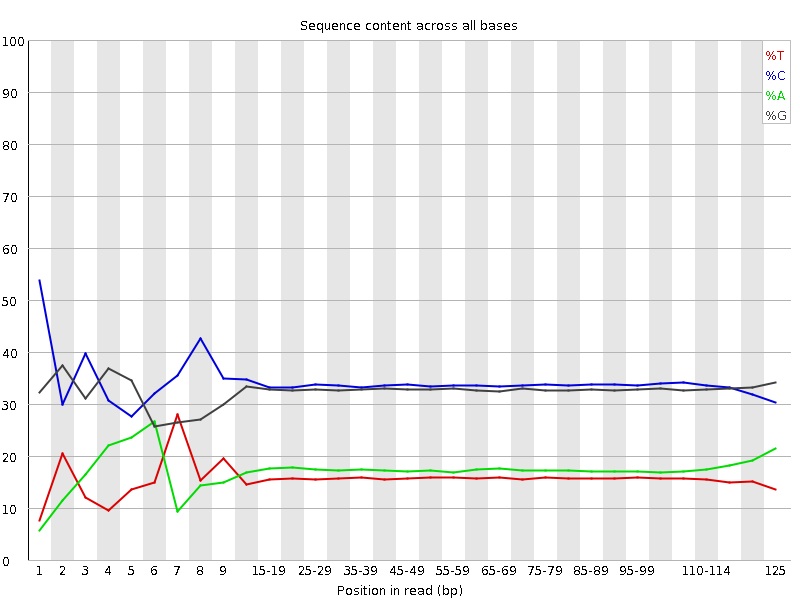 Sequence content across all bases
100
90
80
70
60
50
40
30
20
10
0
%T
%C
%A
%G
1 2 3 4 5 6 7 8 9 15-19 25-29 35-39 45-49 55-59 65-69 75-79 85-89 95-99 110-114 125
Position in read (bp)